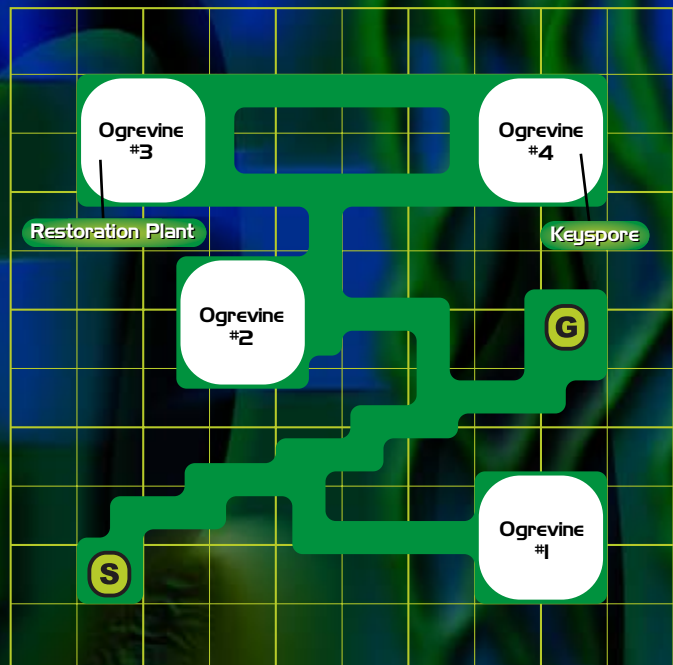 Ogrevine
#3
Ogrevine
#4
Restoration Plant
Keyspore
Ogrevine
#2
G
Ogrevine
#1
S